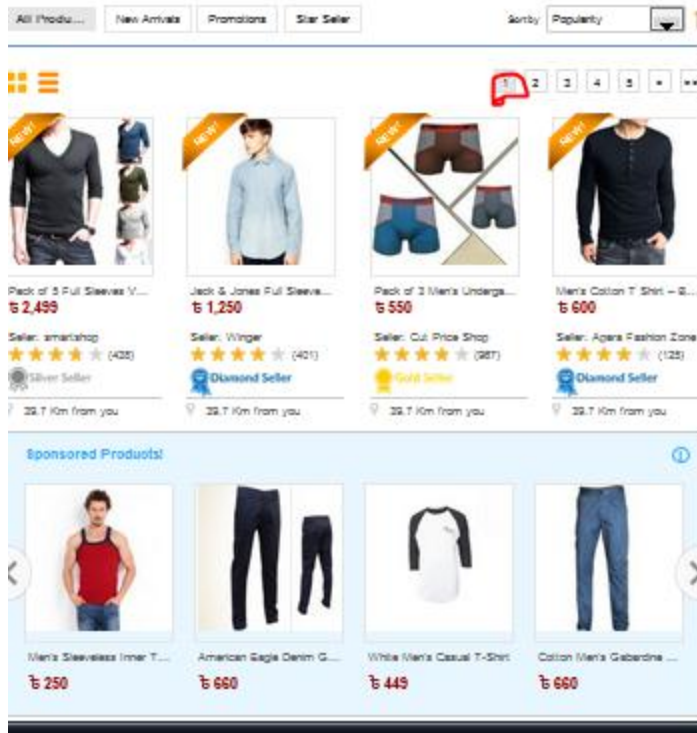 All Produ...
New Arrivals
Promotions
Star Seller
Sort by
Popularity
1 2 3 4 5
NEW!
NEW!
NEW!
NEW!
Pack of 5 Full Sleeves V...
৳ 2,499
Seller: smartshop
(428)
Silver Seller
39.7 Km from you
Jack & Jones Full Sleeve...
৳ 1,250
Seller: Winger
(401)
Diamond Seller
39.7 Km from you
Pack of 3 Men's Underga...
৳ 550
Seller: Cut Price Shop
(987)
Gold Seller
39.7 Km from you
Men's Cotton T Shirt – B...
৳ 600
Seller: Agera Fashion Zone
(125)
Diamond Seller
39.7 Km from you
Sponsored Products!
Men's Sleeveless Inner T...
৳ 250
American Eagle Denim G...
৳ 660
White Men's Casual T-Shirt
৳ 449
Cotton Men's Gabardine ...
৳ 660